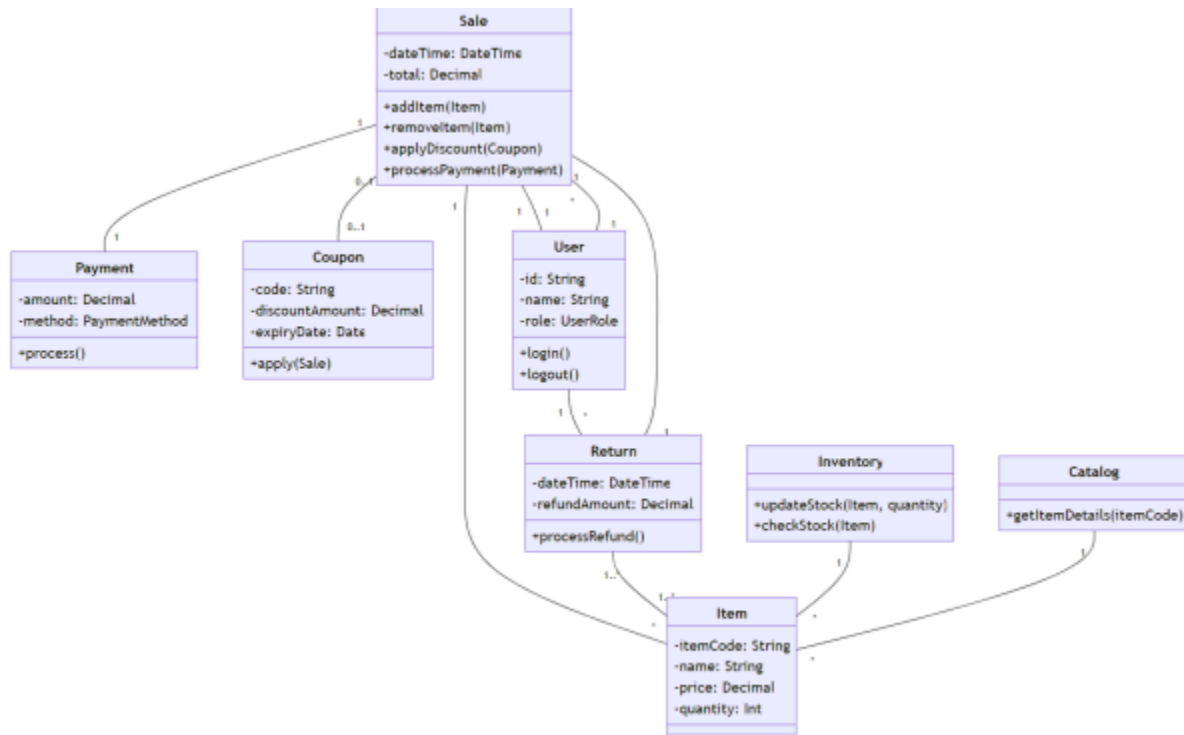 Sale
-dateTime: DateTime
-total: Decimal
+addItem(Item)
+removeItem(Item)
+applyDiscount(Coupon)
+processPayment(Payment)
1
0..1
1
1
1
1
*
1
0..1
1
Payment
-amount: Decimal
-method: PaymentMethod
+process()
Coupon
-code: String
-discountAmount: Decimal
-expiryDate: Date
+apply(Sale)
User
-id: String
-name: String
-role: UserRole
+login()
+logout()
1
*
1
Return
-dateTime: DateTime
-refundAmount: Decimal
+processRefund()
Inventory
+updateStock(Item, quantity)
+checkStock(Item)
Catalog
+getItemDetails(itemCode)
1..*
1..*
1
1
*
*
*
Item
-itemCode: String
-name: String
-price: Decimal
-quantity: Int